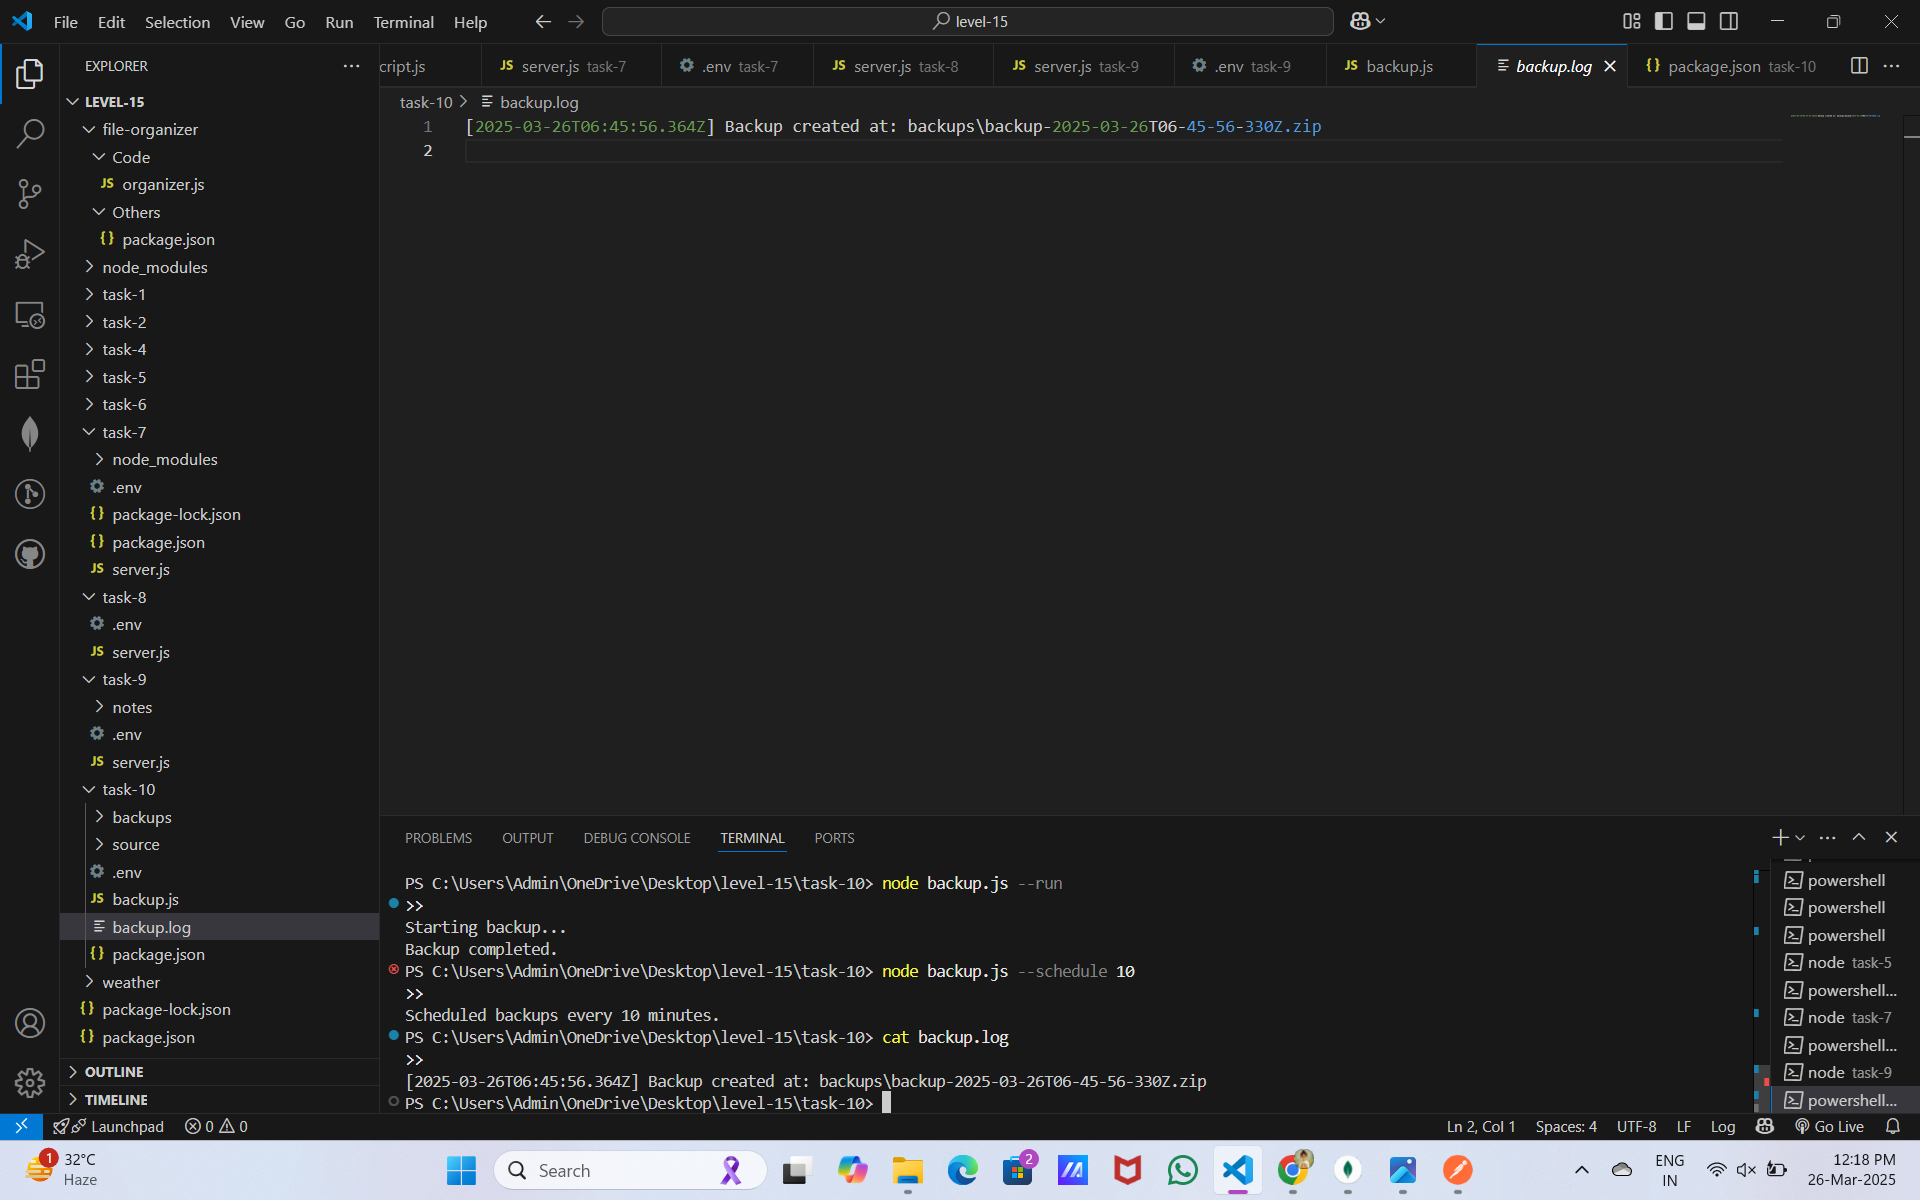 File Edit Selection View Go Run Terminal Help
level-15
EXPLORER
cript.js
server.js task-7
.env task-7
server.js task-8
server.js task-9
.env task-9
backup.js
backup.log
package.json task-10
task-10 > backup.log
1 [2025-03-26T06:45:56.364Z] Backup created at: backups\backup-2025-03-26T06-45-56-330Z.zip
2
LEVEL-15
file-organizer
Code
JS organizer.js
Others
{} package.json
node_modules
task-1
task-2
task-4
task-5
task-6
task-7
node_modules
.env
{} package-lock.json
{} package.json
JS server.js
task-8
.env
JS server.js
task-9
notes
.env
JS server.js
task-10
backups
source
.env
JS backup.js
backup.log
{} package.json
weather
{} package-lock.json
{} package.json
OUTLINE
TIMELINE
PROBLEMS OUTPUT DEBUG CONSOLE TERMINAL PORTS
PS C:\Users\Admin\OneDrive\Desktop\level-15\task-10> node backup.js --run
>>
Starting backup...
Backup completed.
PS C:\Users\Admin\OneDrive\Desktop\level-15\task-10> node backup.js --schedule 10
>>
Scheduled backups every 10 minutes.
PS C:\Users\Admin\OneDrive\Desktop\level-15\task-10> cat backup.log
>>
[2025-03-26T06:45:56.364Z] Backup created at: backups\backup-2025-03-26T06-45-56-330Z.zip
PS C:\Users\Admin\OneDrive\Desktop\level-15\task-10>
powershell
powershell
powershell
node task-5
powershell...
node task-7
powershell...
node task-9
powershell...
Launchpad 0 0
Ln 2, Col 1 Spaces: 4 UTF-8 LF Log Go Live
1
32°C
Haze
Search
2
ENG
IN
12:18 PM
26-Mar-2025